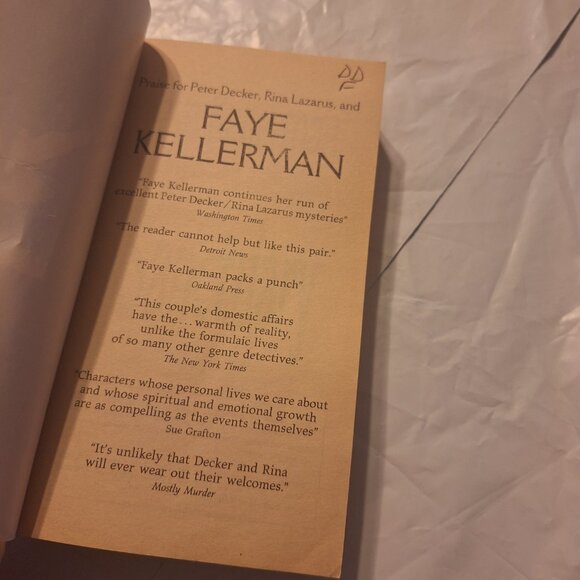 DD
F
Praise for Peter Decker, Rina Lazarus, and
FAYE
KELLERMAN
"Faye Kellerman continues her run of
excellent Peter Decker/Rina Lazarus mysteries"
Washington Times
"The reader cannot help but like this pair."
Detroit News
"Faye Kellerman packs a punch"
Oakland Press
"This couple's domestic affairs
have the... warmth of reality,
unlike the formulaic lives
of so many other genre detectives."
The New York Times
"Characters whose personal lives we care about
and whose spiritual and emotional growth
are as compelling as the events themselves"
Sue Grafton
"It's unlikely that Decker and Rina
will ever wear out their welcomes."
Mostly Murder